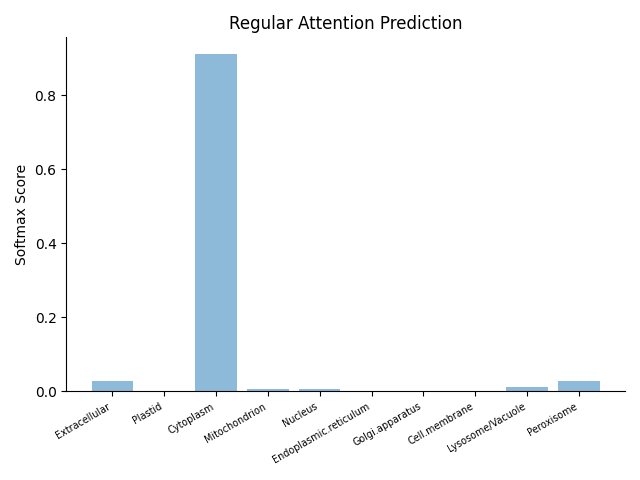 Regular Attention Prediction
Softmax Score
0.8
0.6
0.4
0.2
0.0
Extracellular
Plastid
Cytoplasm
Mitochondrion
Nucleus
Endoplasmic.reticulum
Golgi.apparatus
Cell.membrane
Lysosome/Vacuole
Peroxisome